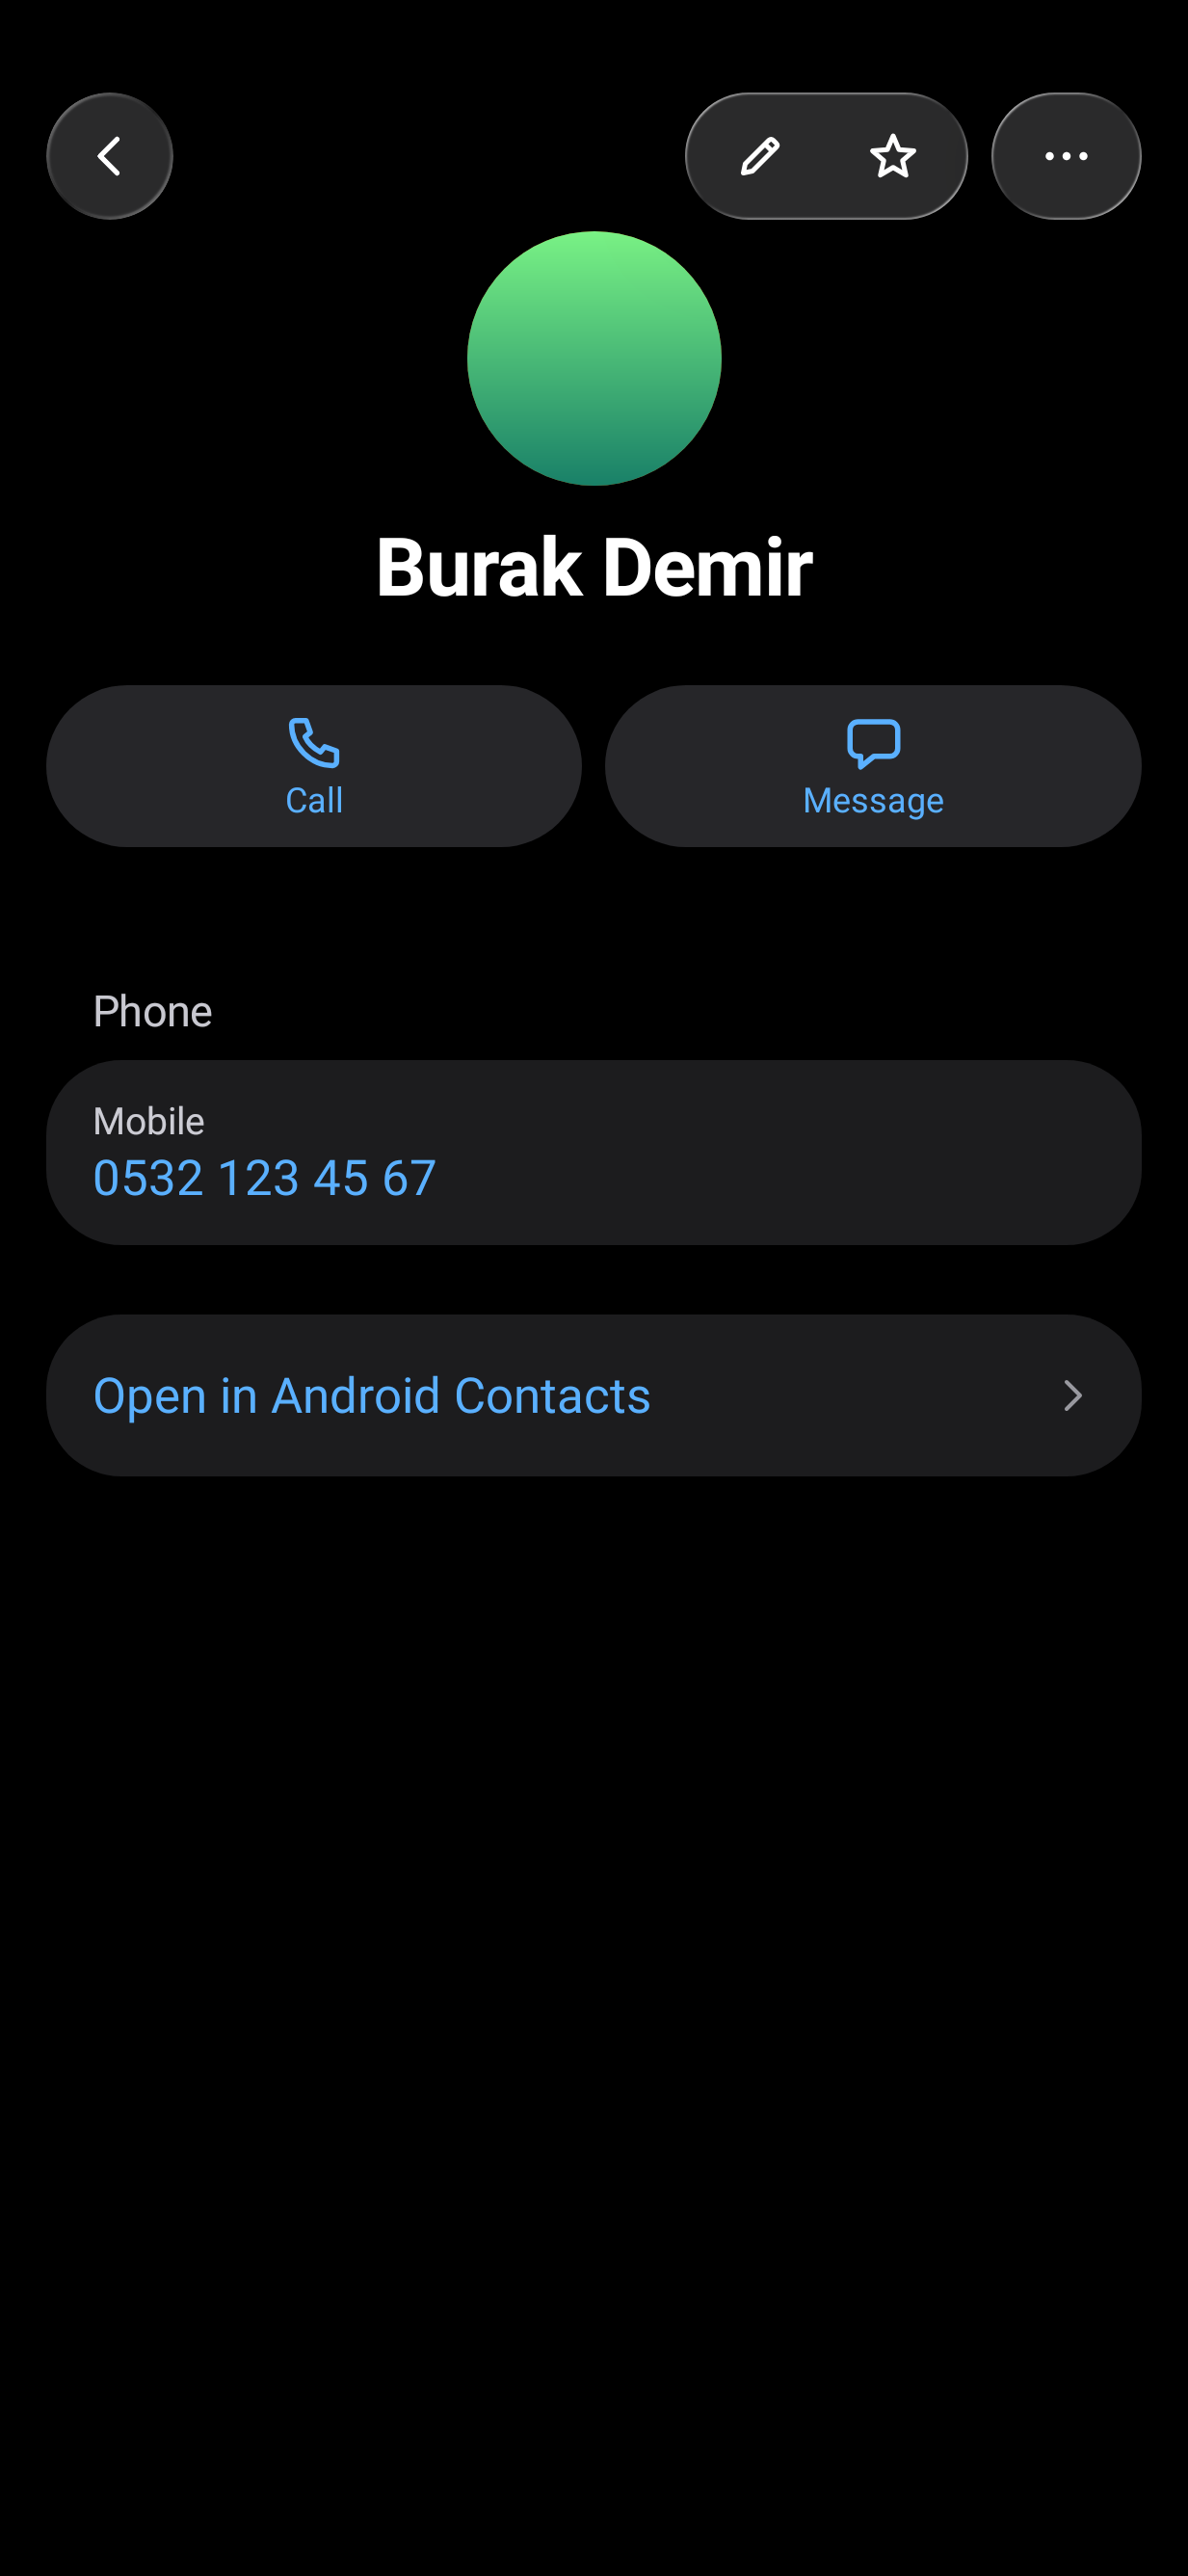 Burak Demir
Call
Message
Phone
Mobile
0532 123 45 67
Open in Android Contacts